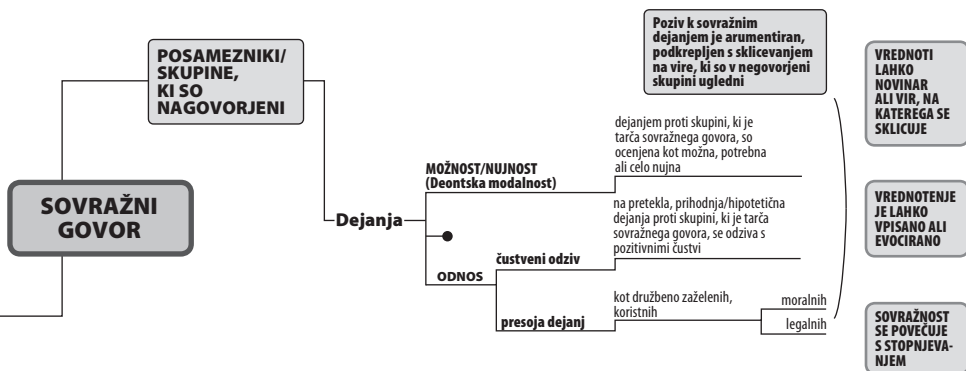 POSAMEZNIKI/
SKUPINE,
KI SO
NAGOVORJENI
SOVRAŽNI
GOVOR
Dejanja
MOŽNOST/NUJNOST
(Deontska modalnost)
ODNOS
čustveni odziv
presoja dejanj
Poziv k sovražnim
dejanjem je arumentiran,
podkrepljen s sklicevanjem
na vire, ki so v negovorjeni
skupini ugledni
dejanjem proti skupini, ki je
tarča sovražnega govora, so
ocenjena kot možna, potrebna
ali celo nujna
na pretekla, prihodnja/hipotetična
dejanja proti skupini, ki je tarča
sovražnega govora, se odziva s
pozitivnimi čustvi
kot družbeno zaželenih,
koristnih
moralnih
legalnih
VREDNOTI
LAHKO
NOVINAR
ALI VIR, NA
KATEREGA SE
SKLICUJE
VREDNOTENJE
JE LAHKO
VPISANO ALI
EVOCIRANO
SOVRAŽNOST
SE POVEČUJE
S STOPNJEVA-
NJEM